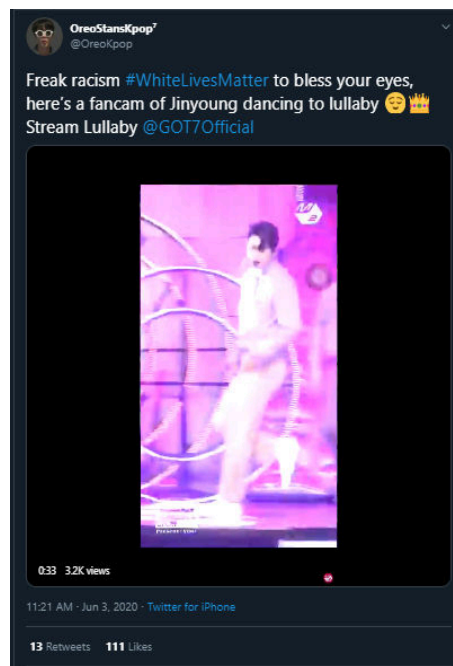 OreoStansKpop⁷
@OreoKpop
Freak racism #WhiteLivesMatter to bless your eyes,
here's a fancam of Jinyoung dancing to lullaby 😌👑
Stream Lullaby @GOT7Official
M2
0:33 3.2K views
11:21 AM · Jun 3, 2020 · Twitter for iPhone
13 Retweets 111 Likes